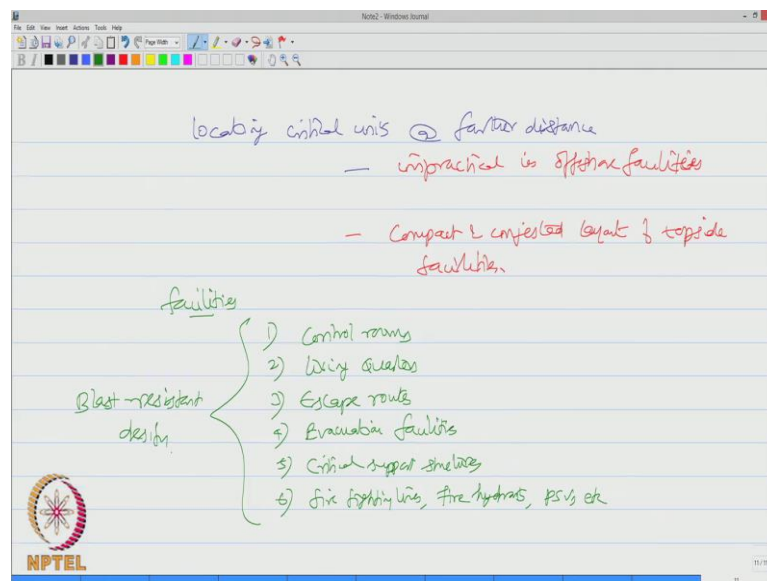 Note2 - Windows Journal
File Edit View Insert Actions Tools Help
Page Width
B I
locating critical units @ farther distance
— impractical in offshore facilities
— Compact & conjested layout of topside
facilities.
facilities
1) Control rooms
2) living quarters
3) Escape routes
Blast-resistant
design
4) Evacuation facilities
5) Critical support structures
6) fire fighting lines, fire hydrants, PSVs etc
NPTEL